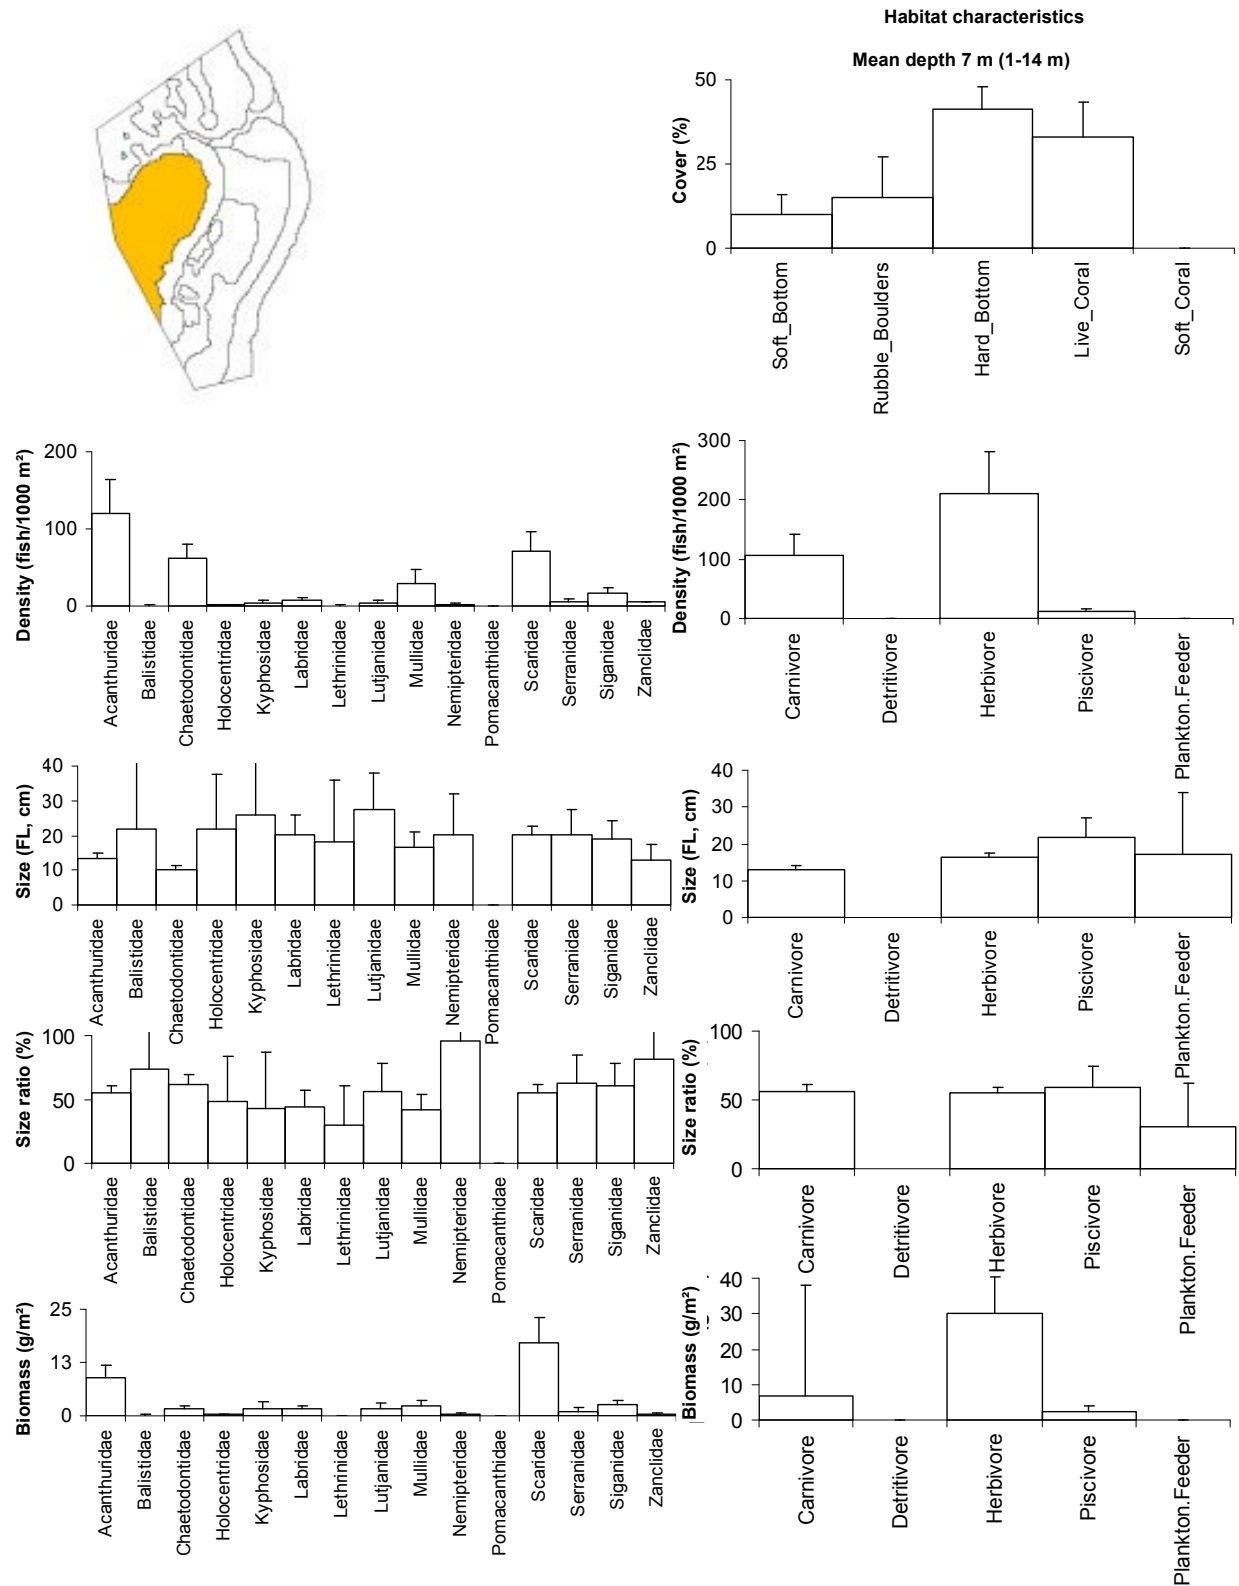 Habitat characteristics
Mean depth 7 m (1-14 m)
Cover (%)
50
25
0
Soft_Bottom
Rubble_Boulders
Hard_Bottom
Live_Coral
Soft_Coral
Density (fish/1000 m²)
200
100
0
Acanthuridae
Balistidae
Chaetodontidae
Holocentridae
Kyphosidae
Labridae
Lethrinidae
Lutjanidae
Mullidae
Nemipteridae
Pomacanthidae
Scaridae
Serranidae
Siganidae
Zanclidae
Density (fish/1000 m²)
300
200
100
0
Carnivore
Detritivore
Herbivore
Piscivore
Plankton.Feeder
Size (FL, cm)
40
30
20
10
0
Acanthuridae
Balistidae
Chaetodontidae
Holocentridae
Kyphosidae
Labridae
Lethrinidae
Lutjanidae
Mullidae
Nemipteridae
Pomacanthidae
Scaridae
Serranidae
Siganidae
Zanclidae
Size (FL, cm)
40
30
20
10
0
Carnivore
Detritivore
Herbivore
Piscivore
Plankton.Feeder
Size ratio (%)
100
50
0
Acanthuridae
Balistidae
Chaetodontidae
Holocentridae
Kyphosidae
Labridae
Lethrinidae
Lutjanidae
Mullidae
Nemipteridae
Pomacanthidae
Scaridae
Serranidae
Siganidae
Zanclidae
Size ratio (%)
100
50
0
Carnivore
Detritivore
Herbivore
Piscivore
Plankton.Feeder
Biomass (g/m²)
25
13
0
Acanthuridae
Balistidae
Chaetodontidae
Holocentridae
Kyphosidae
Labridae
Lethrinidae
Lutjanidae
Mullidae
Nemipteridae
Pomacanthidae
Scaridae
Serranidae
Siganidae
Zanclidae
Biomass (g/m²)
40
30
20
10
0
Carnivore
Detritivore
Herbivore
Piscivore
Plankton.Feeder